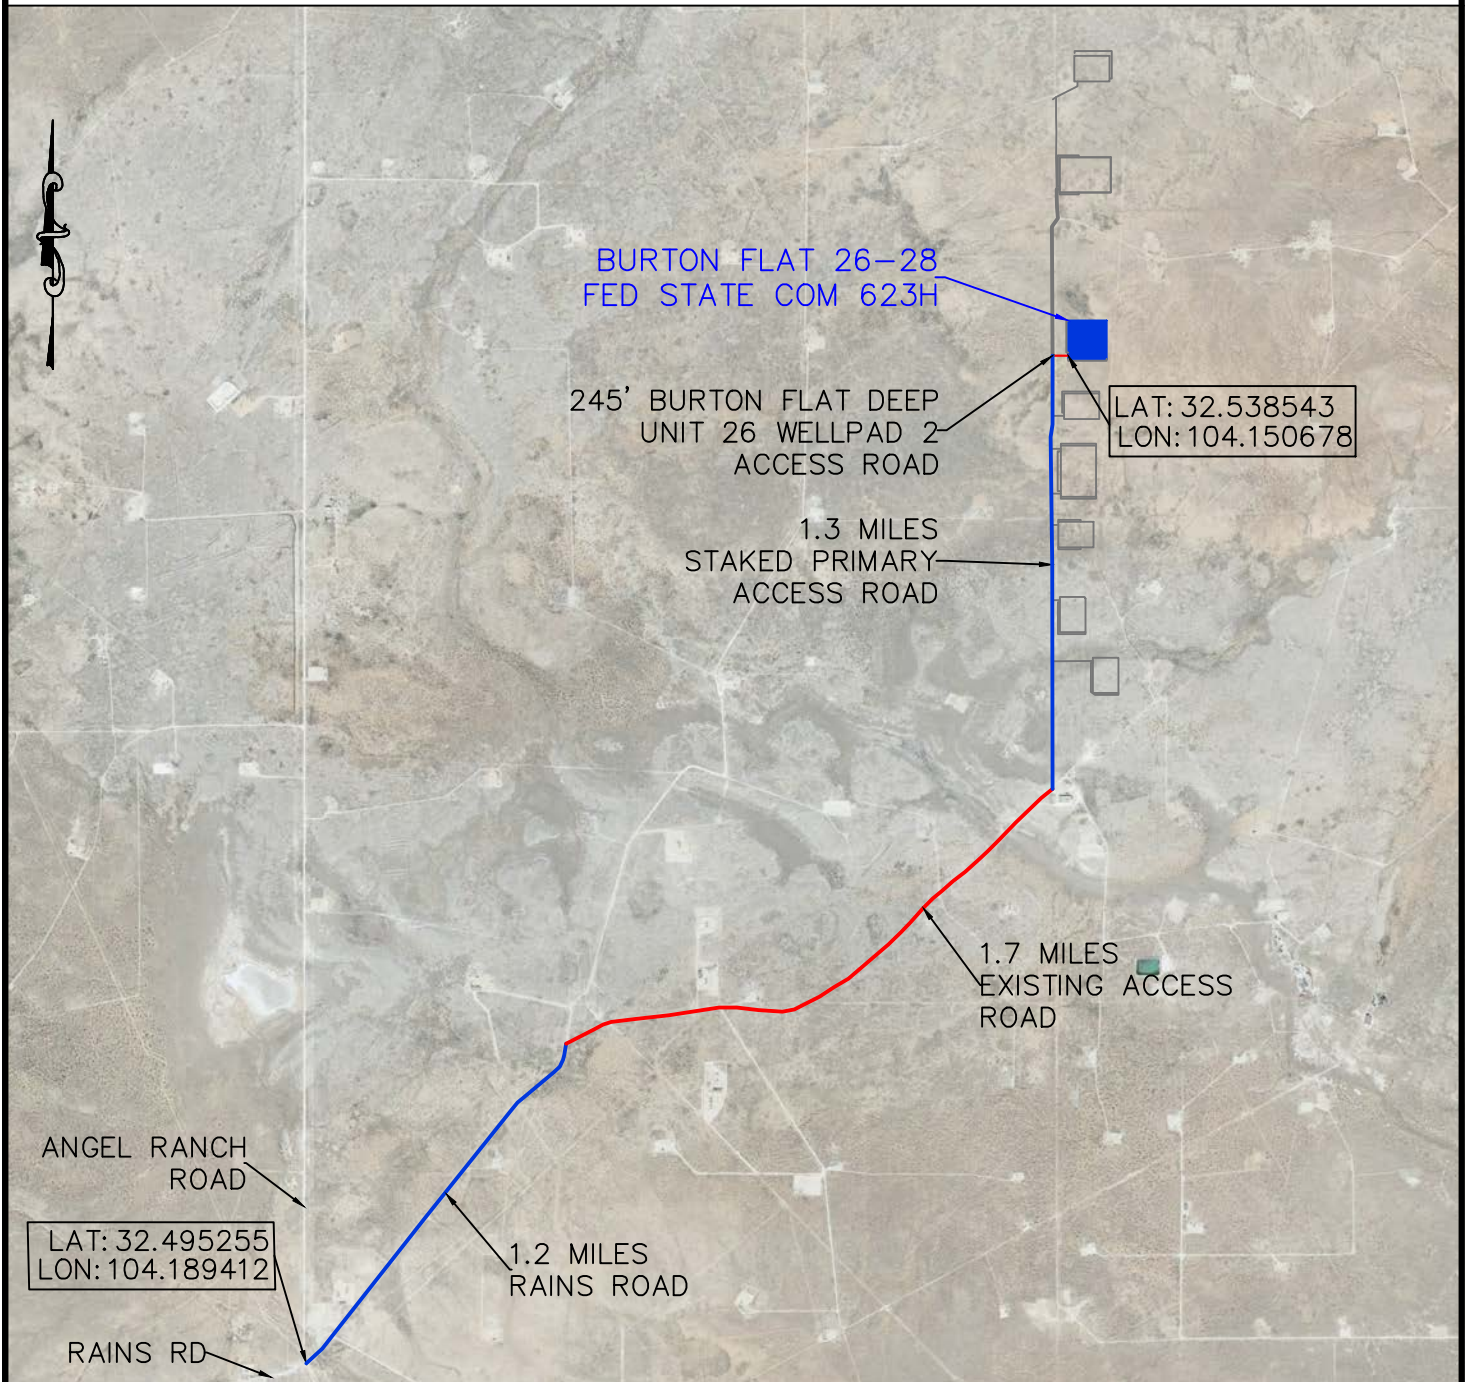 BURTON FLAT 26-28
FED STATE COM 623H
245' BURTON FLAT DEEP
UNIT 26 WELLPAD 2
ACCESS ROAD
LAT: 32.538543
LON: 104.150678
1.3 MILES
STAKED PRIMARY
ACCESS ROAD
1.7 MILES
EXISTING ACCESS
ROAD
ANGEL RANCH
ROAD
LAT: 32.495255
LON: 104.189412
1.2 MILES
RAINS ROAD
RAINS RD